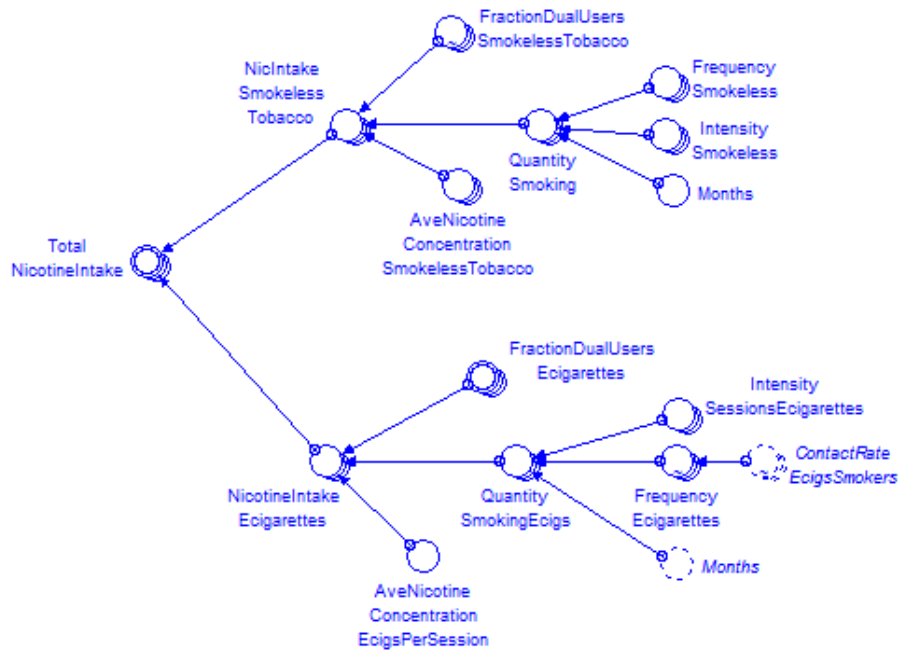 FractionDualUsers
SmokelessTobacco
NicIntake
Smokeless
Tobacco
Frequency
Smokeless
Intensity
Smokeless
Quantity
Smoking
Months
AveNicotine
Concentration
SmokelessTobacco
Total
NicotineIntake
FractionDualUsers
Ecigarettes
Intensity
SessionsEcigarettes
ContactRate
EcigsSmokers
NicotineIntake
Ecigarettes
Quantity
SmokingEcigs
Frequency
Ecigarettes
Months
AveNicotine
Concentration
EcigsPerSession